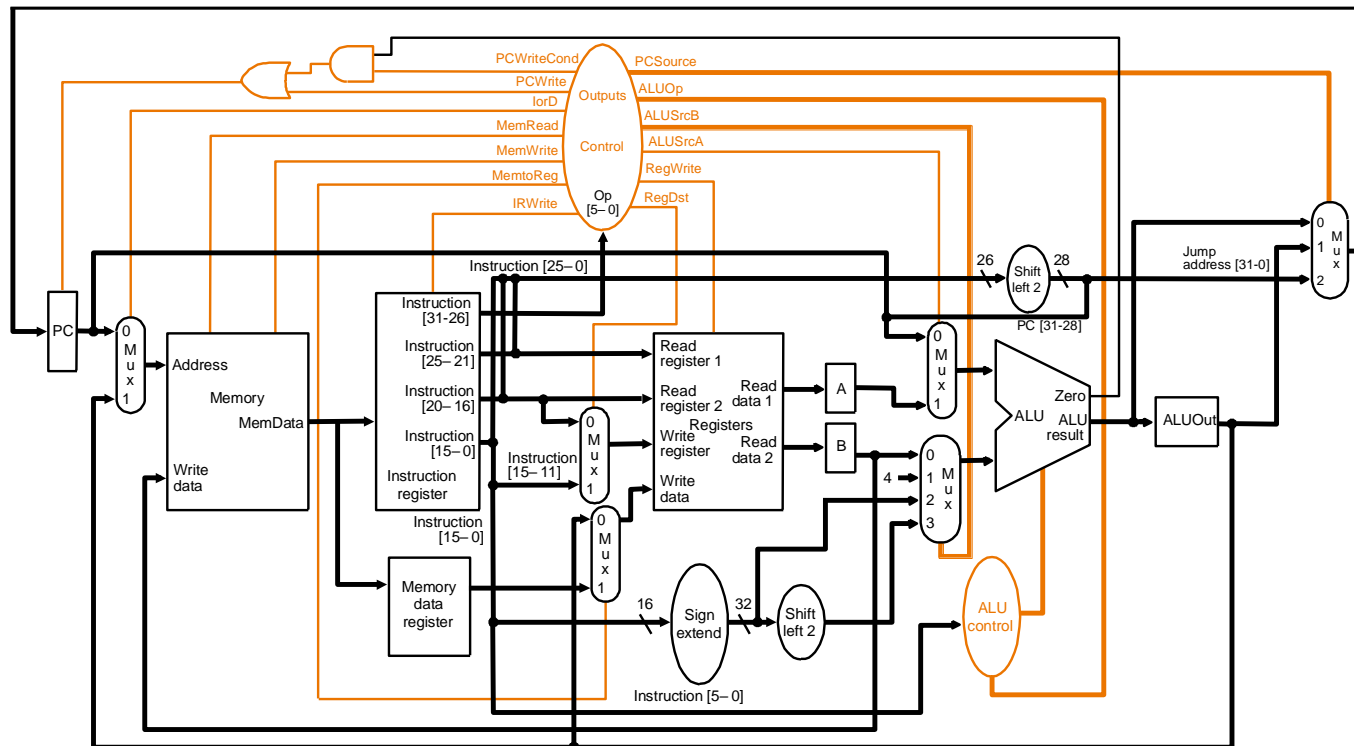 PCWriteCond
PCWrite
IorD
MemRead
MemWrite
MemtoReg
IRWrite
Outputs
Control
Op
[5–0]
PCSource
ALUOp
ALUSrcB
ALUSrcA
RegWrite
RegDst
PC
0
M
u
x
1
Address
Memory
MemData
Write
data
Instruction [25–0]
Instruction
[31-26]
Instruction
[25–21]
Instruction
[20–16]
Instruction
[15–0]
Instruction
register
Instruction
[15–0]
Memory
data
register
Instruction
[15–11]
0
M
u
x
1
0
M
u
x
1
Read
register 1
Read
register 2
Registers
Write
register
Write
data
Read
data 1
Read
data 2
A
B
16
Sign
extend
32
Shift
left 2
Instruction [5–0]
26
Shift
left 2
28
PC [31-28]
Jump
address [31-0]
0
M
u
x
1
4
0
1
2
3
M
u
x
Zero
ALU
ALU
result
ALUOut
ALU
control
0
1
2
M
u
x